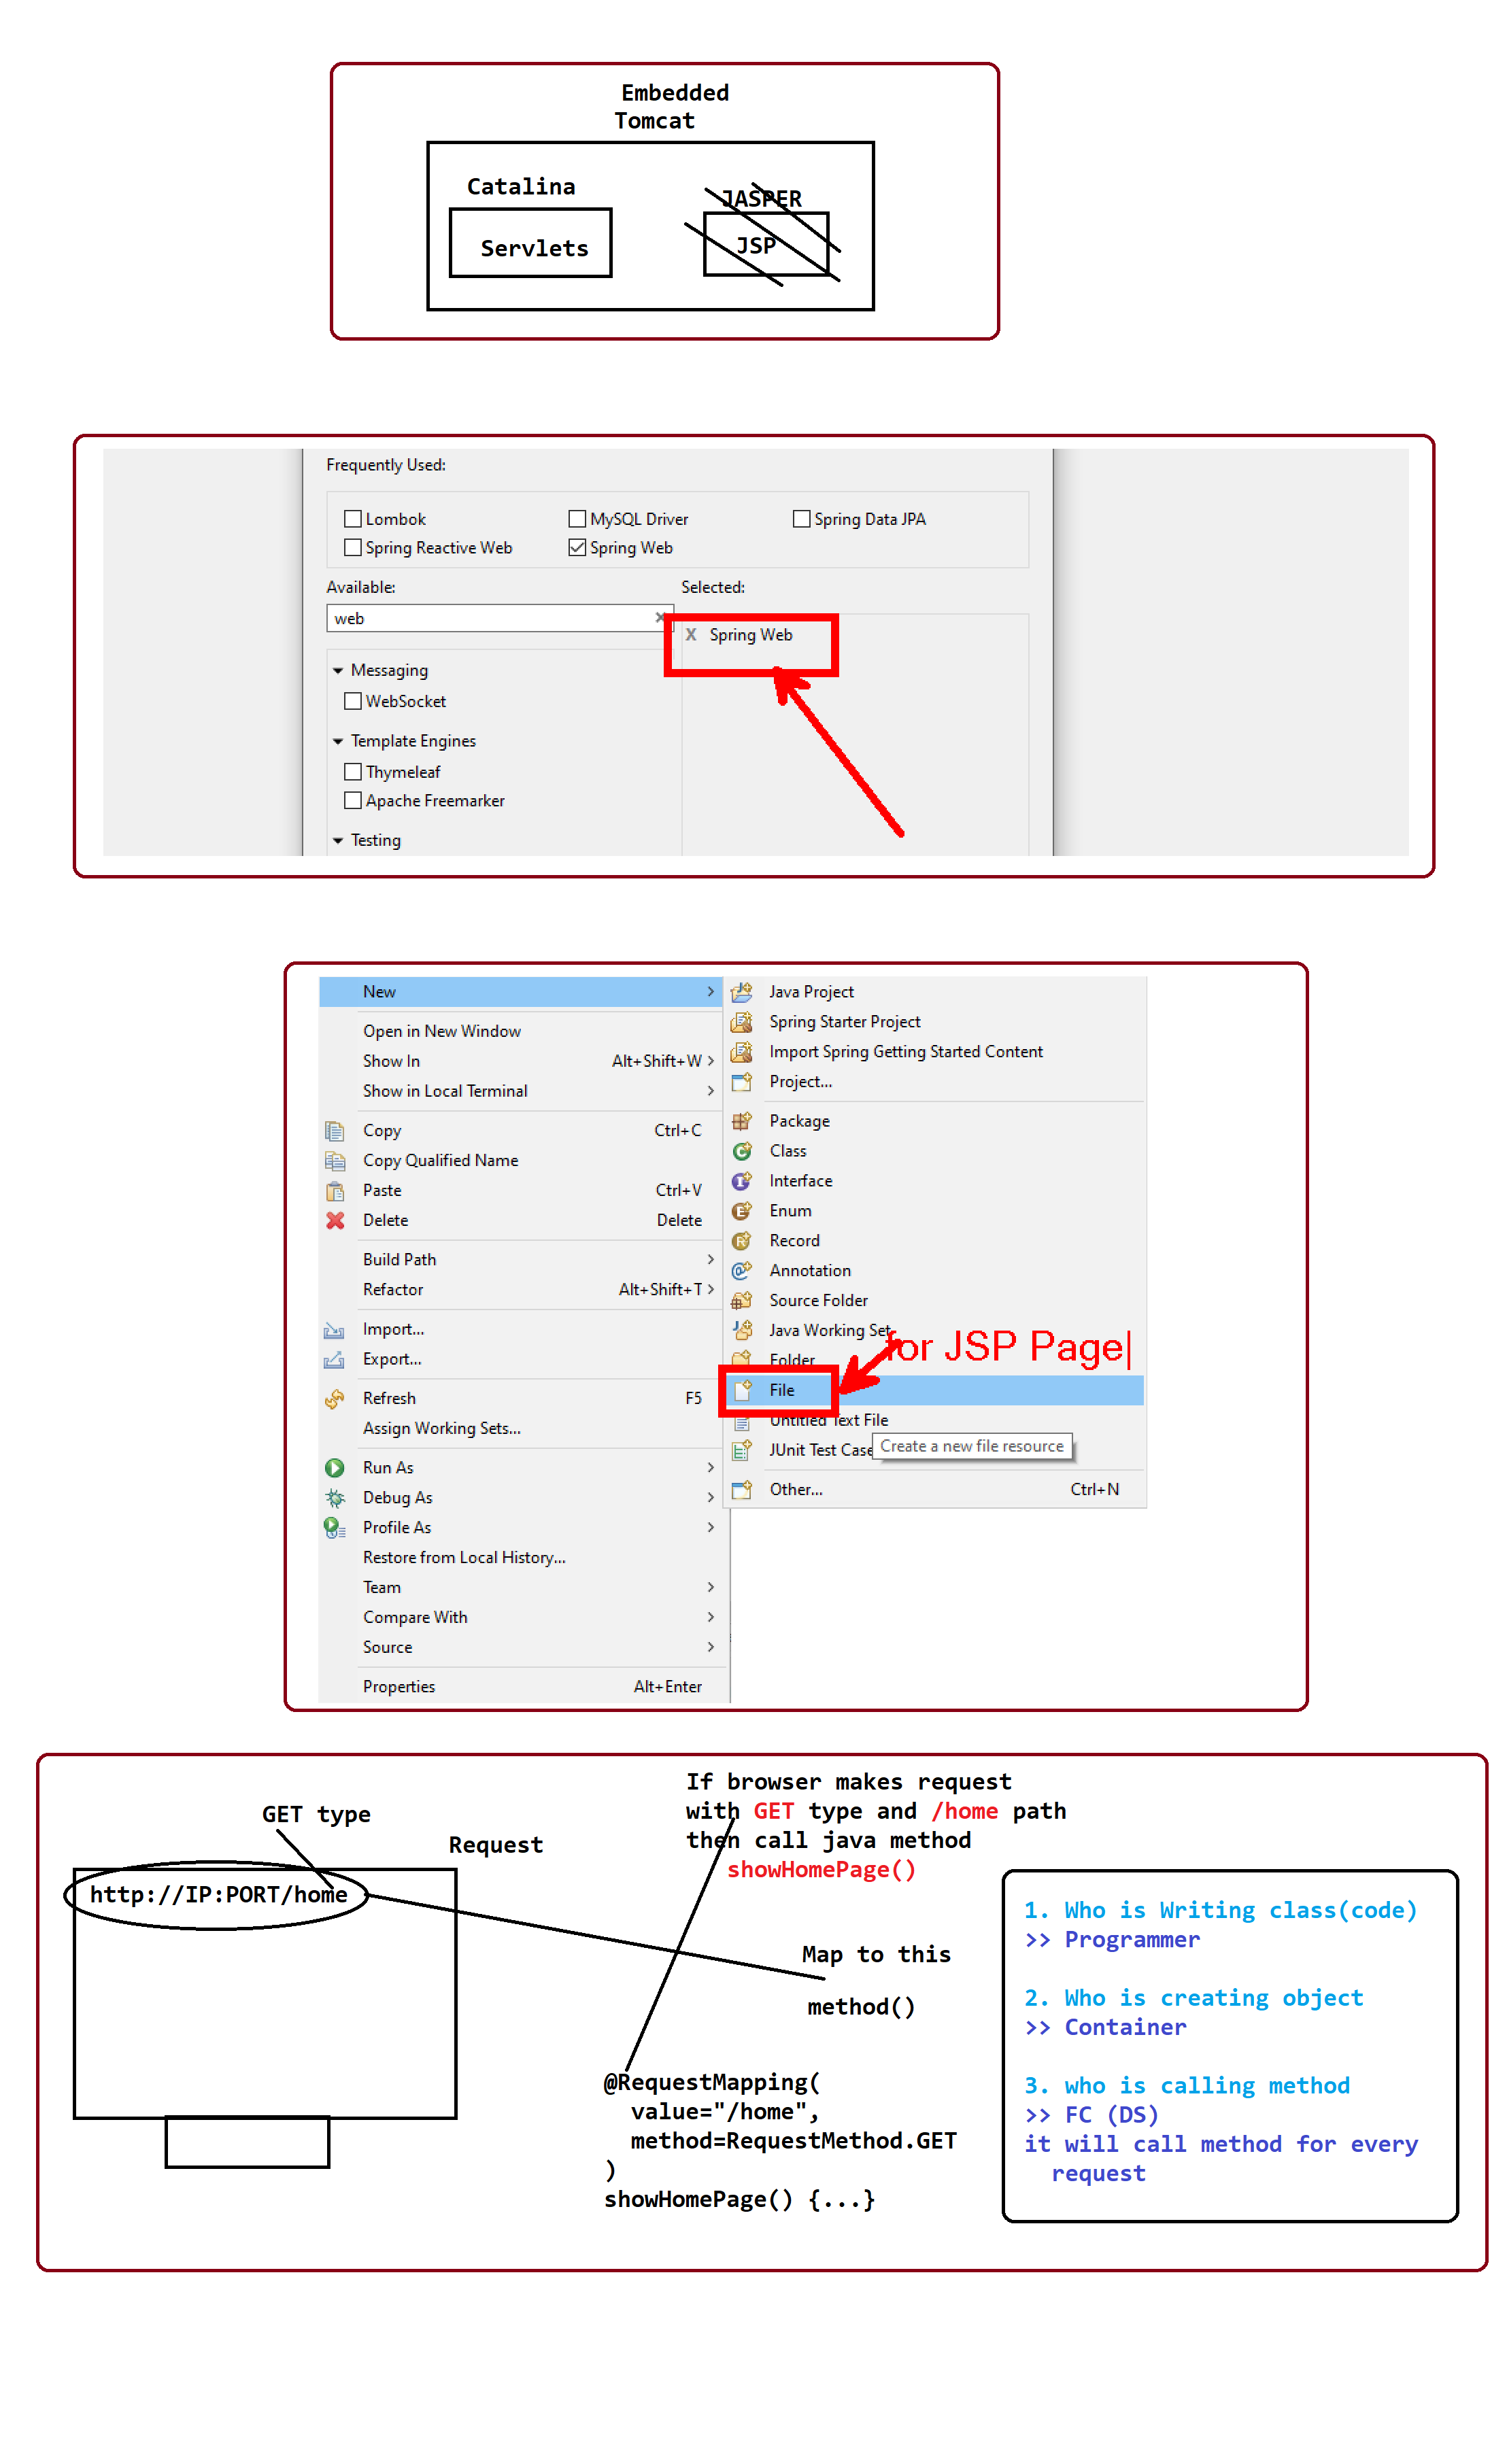 Embedded
Tomcat
Catalina
JASPER
Servlets
JSP
Frequently Used:
Lombok
MySQL Driver
Spring Data JPA
Spring Reactive Web
Spring Web
Available:
Selected:
web
X Spring Web
Messaging
WebSocket
Template Engines
Thymeleaf
Apache Freemarker
Testing
New
Open in New Window
Show In Alt+Shift+W
Show in Local Terminal
Copy Ctrl+C
Copy Qualified Name
Paste Ctrl+V
Delete Delete
Build Path
Refactor Alt+Shift+T
Import...
Export...
Refresh F5
Assign Working Sets...
Run As
Debug As
Profile As
Restore from Local History...
Team
Compare With
Source
Properties Alt+Enter
Java Project
Spring Starter Project
Import Spring Getting Started Content
Project...
Package
Class
Interface
Enum
Record
Annotation
Source Folder
Java Working Set
for JSP Page
Folder
File
Untitled Text File
Create a new file resource
JUnit Test Case
Other... Ctrl+N
GET type
Request
http://IP:PORT/home
If browser makes request
with GET type and /home path
then call java method
showHomePage()
Map to this
method()
@RequestMapping(
value="/home",
method=RequestMethod.GET
)
showHomePage() {...}
1. Who is Writing class(code)
>> Programmer
2. Who is creating object
>> Container
3. who is calling method
>> FC (DS)
it will call method for every
request